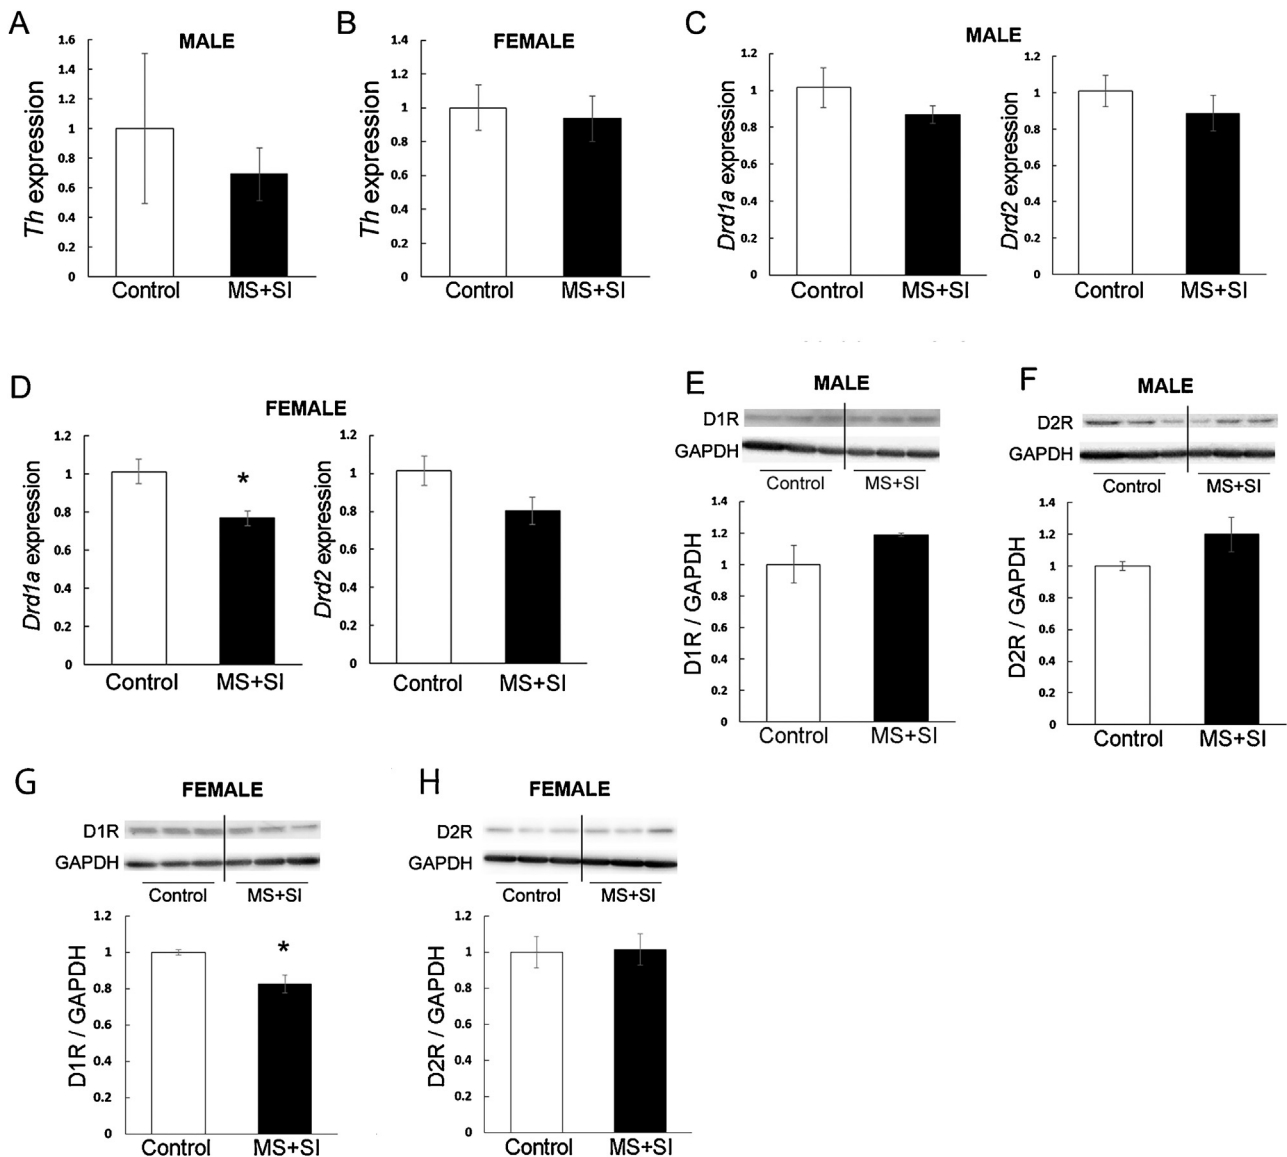 A
MALE
Th expression
1.6
1.4
1.2
1
0.8
0.6
0.4
0.2
0
Control MS+SI
B
FEMALE
Th expression
1.4
1.2
1
0.8
0.6
0.4
0.2
0
Control MS+SI
C
MALE
Drd1a expression
1.2
1
0.8
0.6
0.4
0.2
0
Control MS+SI
Drd2 expression
1.2
1
0.8
0.6
0.4
0.2
0
Control MS+SI
D
FEMALE
Drd1a expression
1.2
1
0.8
0.6
0.4
0.2
0
*
Control MS+SI
Drd2 expression
1.2
1
0.8
0.6
0.4
0.2
0
Control MS+SI
E
MALE
D1R
GAPDH
Control MS+SI
D1R / GAPDH
1.4
1.2
1
0.8
0.6
0.4
0.2
0
Control MS+SI
F
MALE
D2R
GAPDH
Control MS+SI
D2R / GAPDH
1.4
1.2
1
0.8
0.6
0.4
0.2
0
Control MS+SI
G
FEMALE
D1R
GAPDH
Control MS+SI
D1R / GAPDH
1.2
1
0.8
0.6
0.4
0.2
0
*
Control MS+SI
H
FEMALE
D2R
GAPDH
Control MS+SI
D2R / GAPDH
1.2
1
0.8
0.6
0.4
0.2
0
Control MS+SI